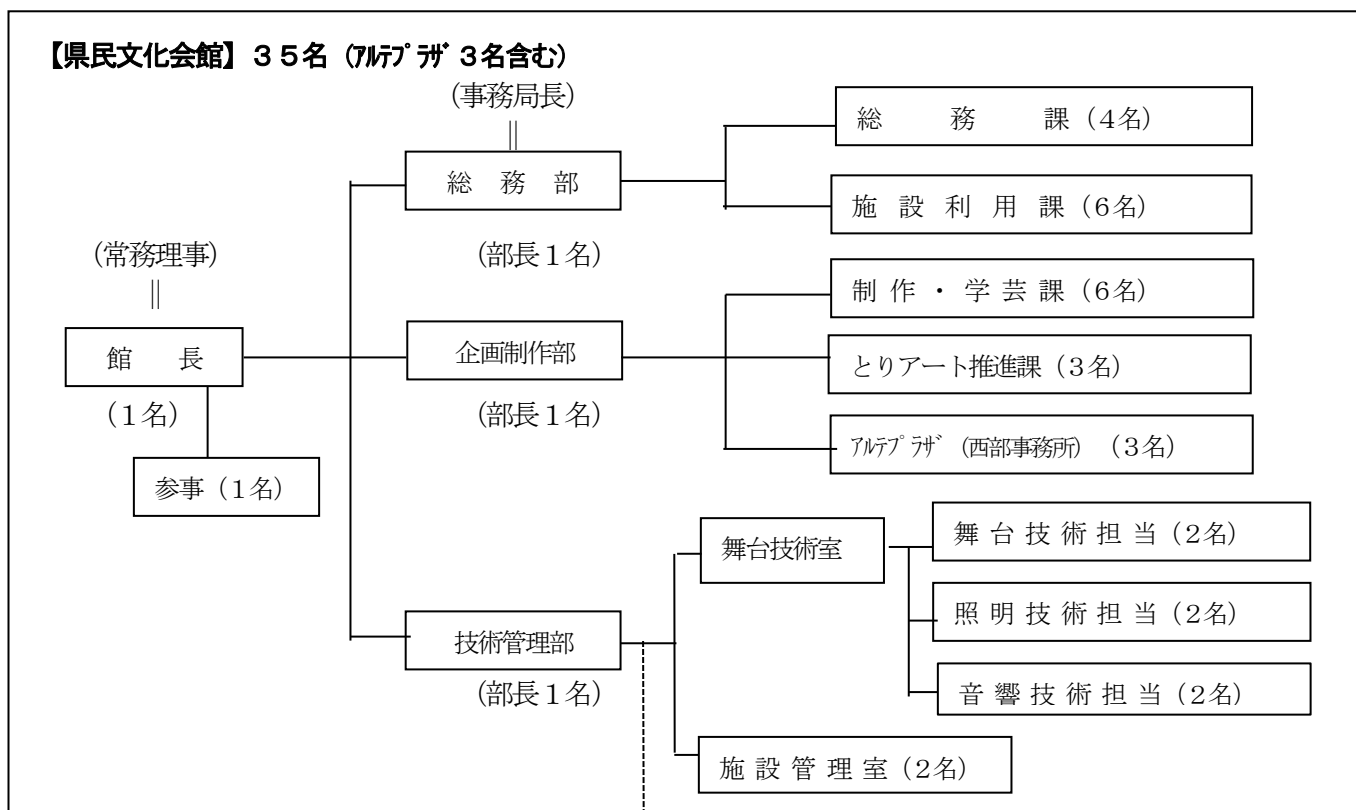 【県民文化会館】３５名（ｱﾙﾃﾌﾟﾗｻﾞ３名含む）
（事務局長）
||
総務部
（部長１名）
総務課（４名）
施設利用課（６名）
（常務理事）
||
館長
（１名）
参事（１名）
企画制作部
（部長１名）
制作・学芸課（６名）
とりアート推進課（３名）
ｱﾙﾃﾌﾟﾗｻﾞ（西部事務所）（３名）
技術管理部
（部長１名）
舞台技術室
舞台技術担当（２名）
照明技術担当（２名）
音響技術担当（２名）
施設管理室（２名）